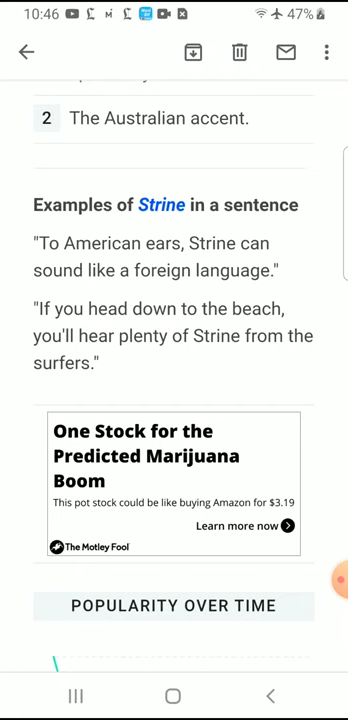 10:46
47%
2 The Australian accent.
Examples of Strine in a sentence
"To American ears, Strine can
sound like a foreign language."
"If you head down to the beach,
you'll hear plenty of Strine from the
surfers."
One Stock for the
Predicted Marijuana
Boom
This pot stock could be like buying Amazon for $3.19
Learn more now
The Motley Fool
POPULARITY OVER TIME